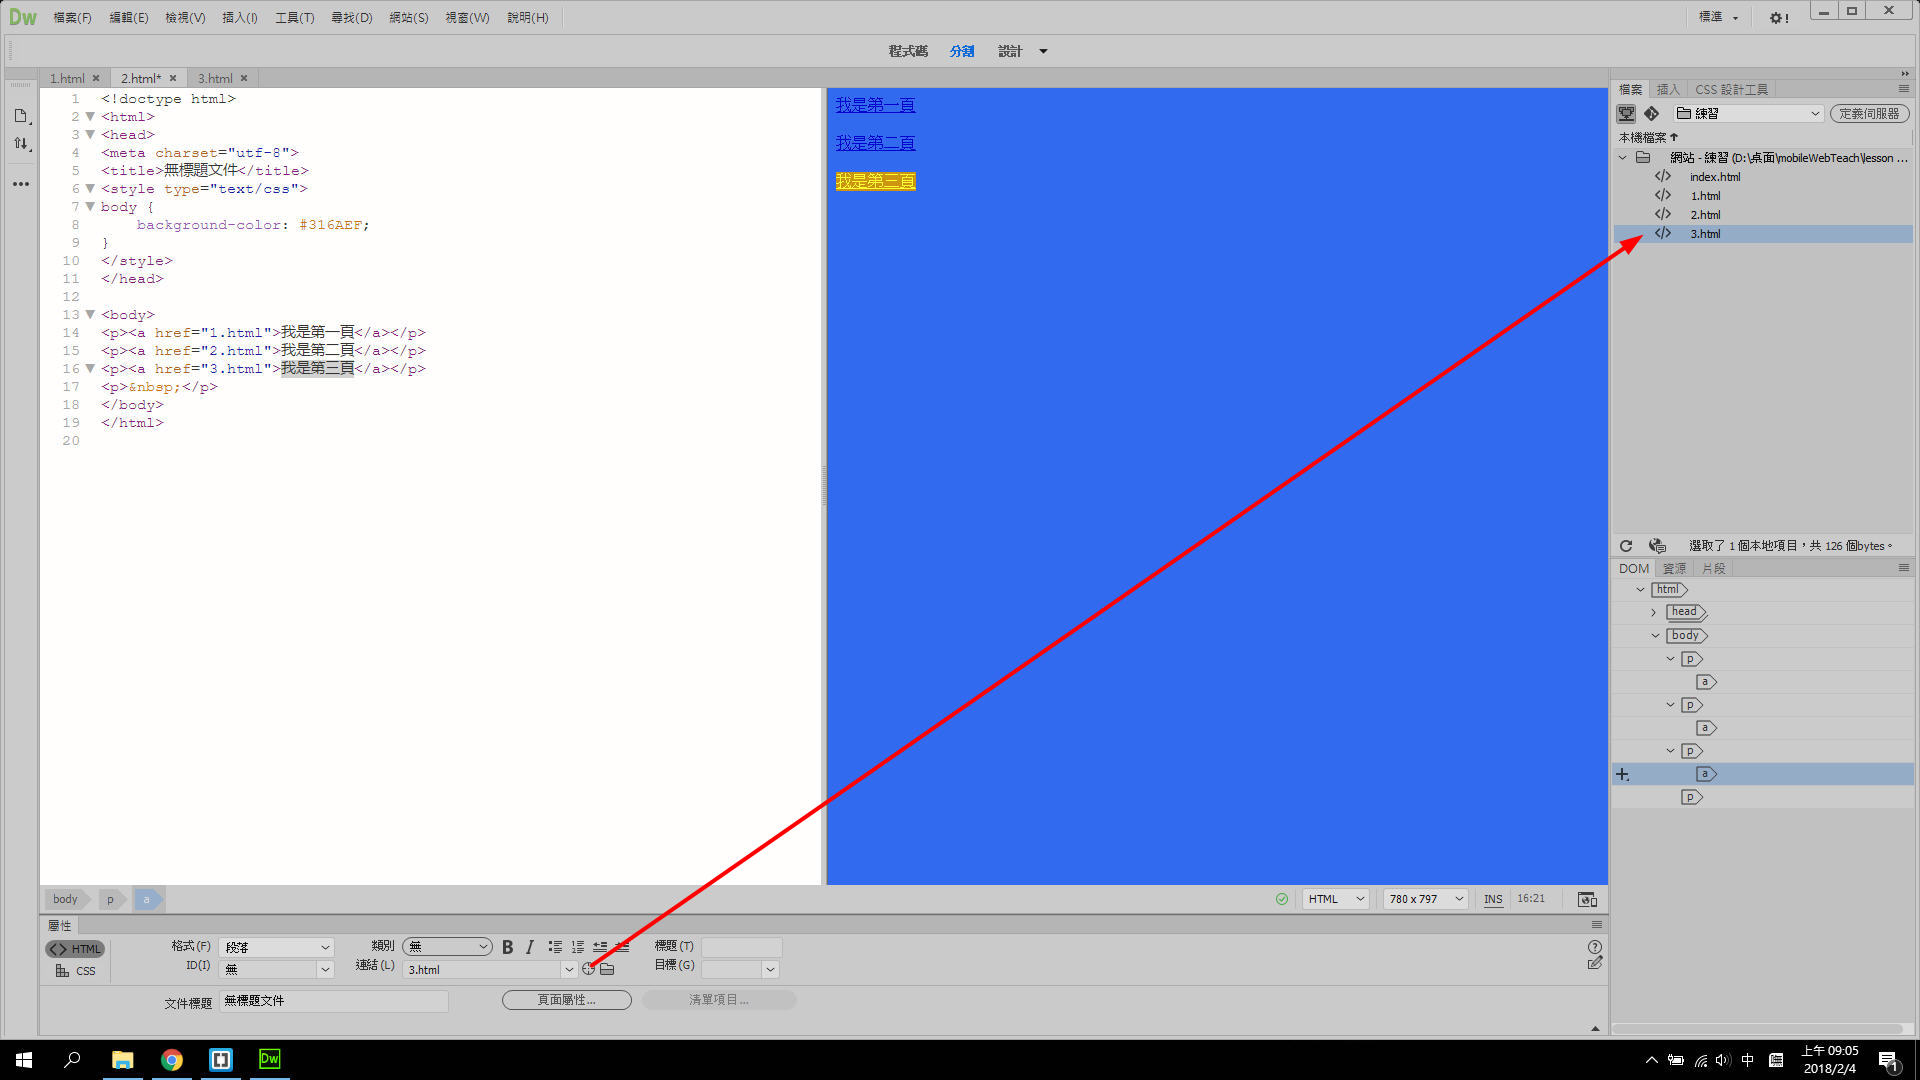 Dw 檔案(F) 編輯(E) 檢視(V) 插入(I) 工具(T) 尋找(D) 網站(S) 視窗(W) 說明(H) 標準
程式碼 分割 設計
1.html 2.html* 3.html
1 <!doctype html>
2 <html>
3 <head>
4 <meta charset="utf-8">
5 <title>無標題文件</title>
6 <style type="text/css">
7 body {
8 background-color: #316AEF;
9 }
10 </style>
11 </head>
12
13 <body>
14 <p><a href="1.html">我是第一頁</a></p>
15 <p><a href="2.html">我是第二頁</a></p>
16 <p><a href="3.html">我是第三頁</a></p>
17 <p>&nbsp;</p>
18 </body>
19 </html>
20
我是第一頁
我是第二頁
我是第三頁
檔案 插入 CSS 設計工具
練習 定義伺服器
本機檔案
網站 - 練習 (D:\桌面\mobileWebTeach\lesson ...
index.html
1.html
2.html
3.html
選取了 1 個本地項目，共 126 個bytes。
DOM 資源 片段
html
head
body
p
a
p
a
p
a
p
body p a HTML 780 x 797 INS 16:21
屬性
HTML 格式(F) 段落 類別 無 B I 標題(T)
CSS ID(I) 無 連結(L) 3.html 目標(G)
文件標題 無標題文件 頁面屬性... 清單項目...
Dw 中 上午 09:05
2018/2/4 1